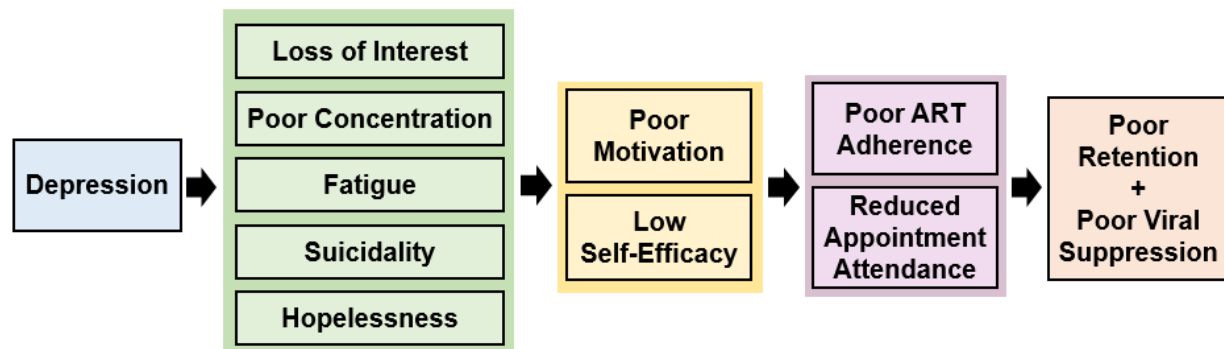 Depression
Loss of Interest
Poor Concentration
Fatigue
Suicidality
Hopelessness
Poor
Motivation
Low
Self-Efficacy
Poor ART
Adherence
Reduced
Appointment
Attendance
Poor
Retention
+
Poor Viral
Suppression